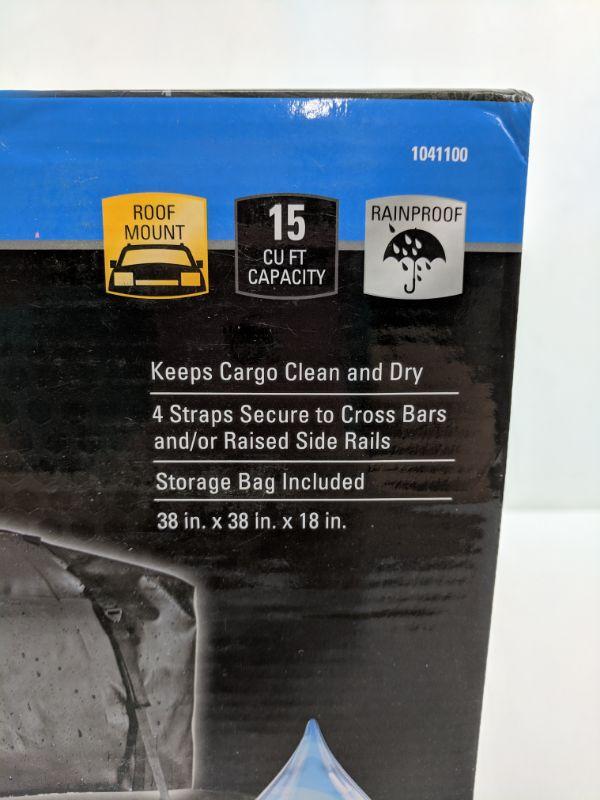 1041100
ROOF
MOUNT
15
CU FT
CAPACITY
RAINPROOF
Keeps Cargo Clean and Dry
4 Straps Secure to Cross Bars
and/or Raised Side Rails
Storage Bag Included
38 in. x 38 in. x 18 in.